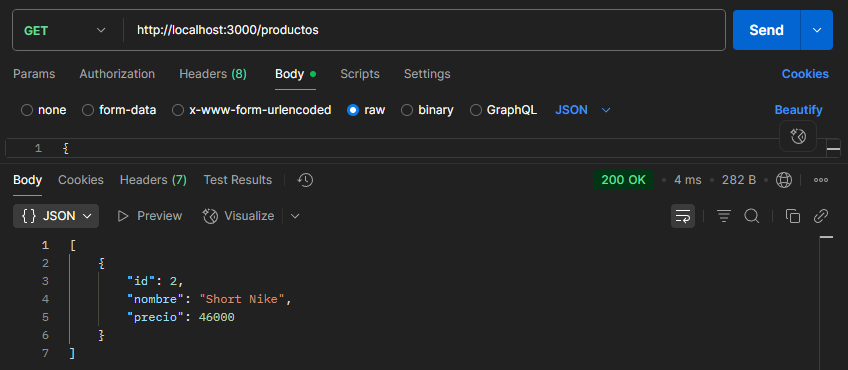 GET http://localhost:3000/productos Send
Params Authorization Headers (8) Body Scripts Settings Cookies
none form-data x-www-form-urlencoded raw binary GraphQL JSON Beautify
1 {
Body Cookies Headers (7) Test Results 200 OK • 4 ms • 282 B •
{} JSON Preview Visualize
1 [
2 {
3 "id": 2,
4 "nombre": "Short Nike",
5 "precio": 46000
6 }
7 ]